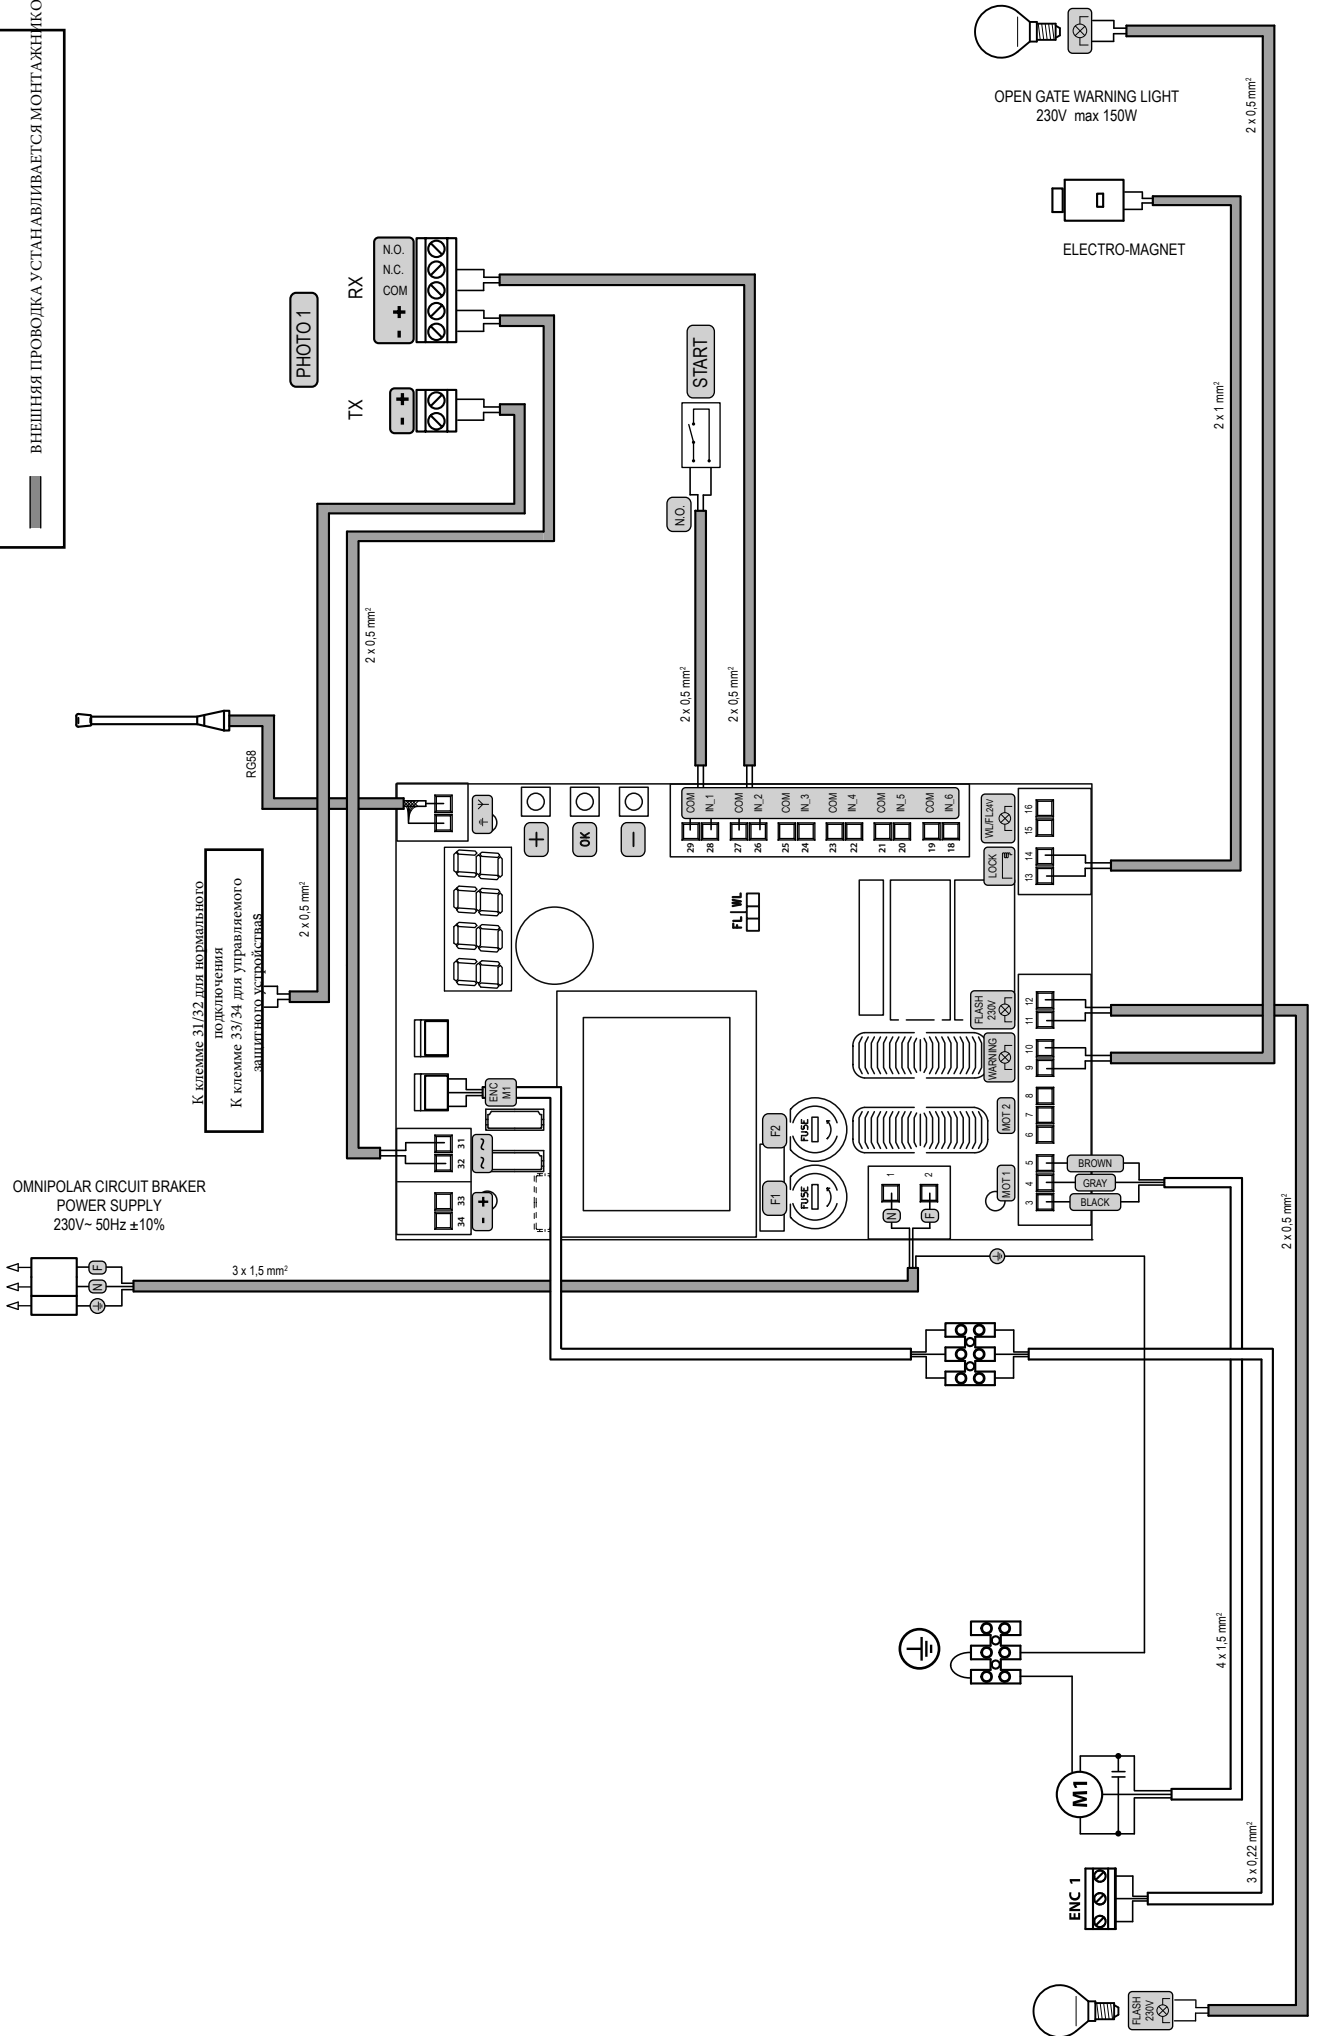 ВНЕШНЯЯ ПРОВОДКА УСТАНАВЛИВАЕТСЯ МОНТАЖНИКО
OPEN GATE WARNING LIGHT
230V max 150W
2 x 0,5 mm²
ELECTRO-MAGNET
2 x 1 mm²
PHOTO 1
RX
N.O.
N.C.
COM
+
-
TX
- +
START
N.O.
2 x 0,5 mm²
2 x 0,5 mm²
2 x 0,5 mm²
RG58
К клемме 31/32 для нормального
подключения
К клемме 33/34 для управляемого
защитного устройстваs
2 x 0,5 mm²
+
OK
-
COM
IN_1
COM
IN_2
COM
IN_3
COM
IN_4
COM
IN_5
COM
IN_6
29
28
27
26
25
24
23
22
21
20
19
18
FL WL
WL/FL24V
LOCK
16
15
14
13
FLASH
230V
WARNING
12
11
10
9
8
7
6
5
4
3
MOT 2
MOT1
BROWN
GRAY
BLACK
ENC
M1
31
32
33
34
~ ~
- +
F2
FUSE
F1
FUSE
1
2
N
F
OMNIPOLAR CIRCUIT BRAKER
POWER SUPPLY
230V~ 50Hz ±10%
F
N
3 x 1,5 mm²
2 x 0,5 mm²
4 x 1,5 mm²
M1
3 x 0,22 mm²
ENC 1
FLASH
230V